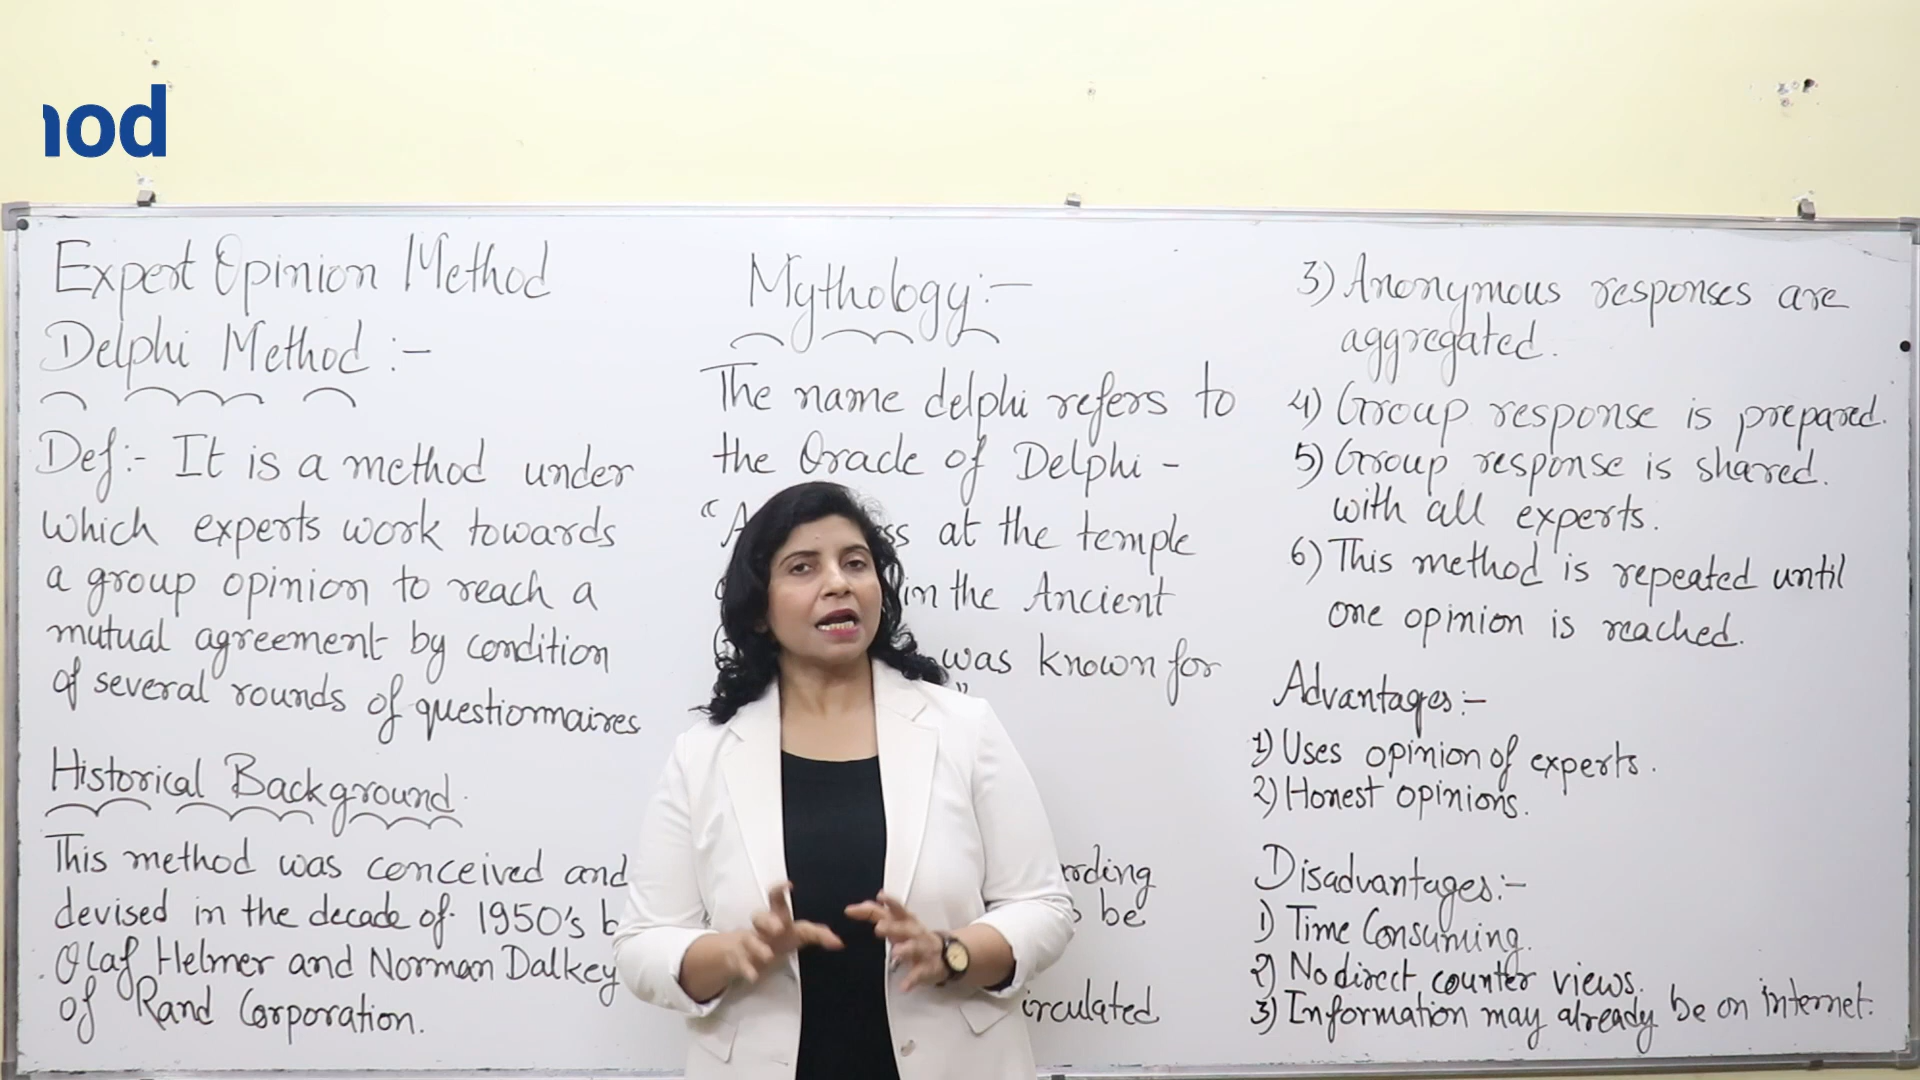 hod
Expert Opinion Method
Delphi Method :-
Def:- It is a method under
which experts work towards
a group opinion to reach a
mutual agreement by condition
of several rounds of questionnaires
Historical Background.
This method was conceived and
devised in the decade of 1950's
Olaf Helmer and Norman Dalkey
of Rand Corporation.
Mythology:-
The name delphi refers to
the Oracle of Delphi -
at the temple
in the Ancient
was known for
"
be
3) Anonymous responses are
aggregated.
4) Group response is prepared.
5) Group response is shared.
with all experts.
6) This method is repeated until
one opinion is reached.
Advantages:-
1) Uses opinion of experts.
2) Honest opinions.
Disadvantages:-
1) Time Consuming.
2) No direct counter views.
3) Information may already be on internet.